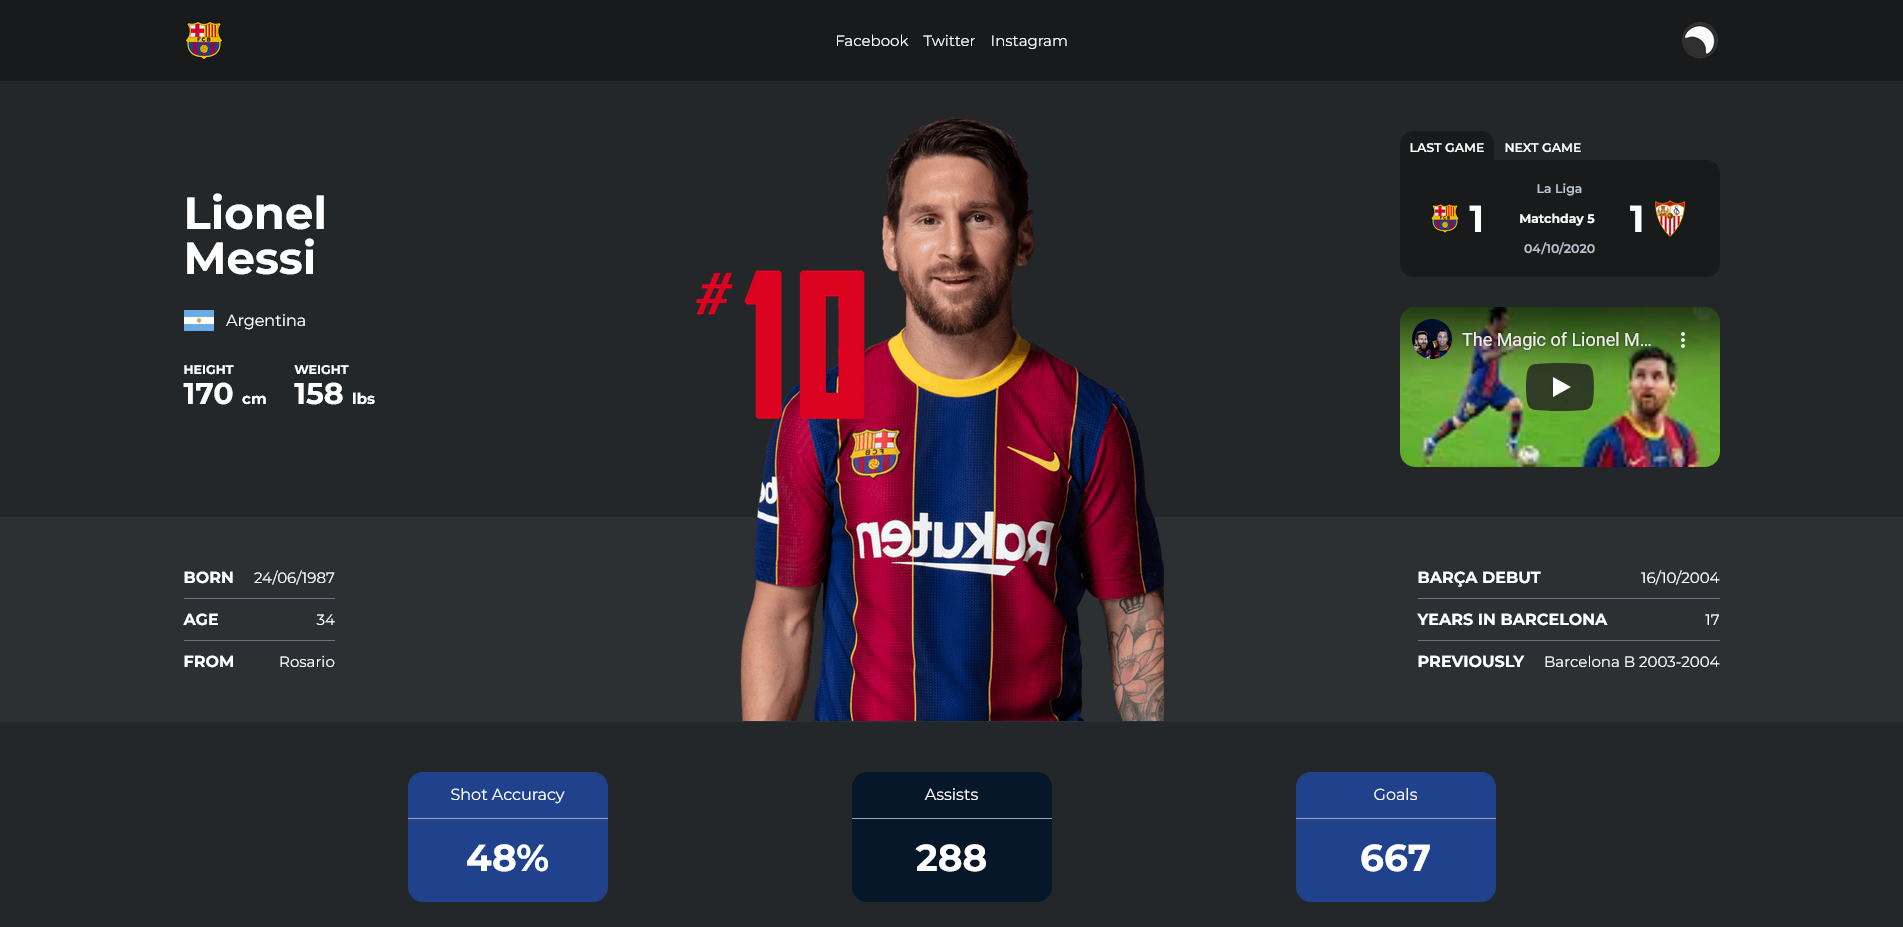 Facebook Twitter Instagram
Lionel
Messi
Argentina
HEIGHT WEIGHT
170 cm 158 lbs
#10
FCB
Rakuten
LAST GAME NEXT GAME
La Liga
1 Matchday 5 1
04/10/2020
The Magic of Lionel M...
BORN 24/06/1987
AGE 34
FROM Rosario
BARÇA DEBUT 16/10/2004
YEARS IN BARCELONA 17
PREVIOUSLY Barcelona B 2003-2004
Shot Accuracy
48%
Assists
288
Goals
667